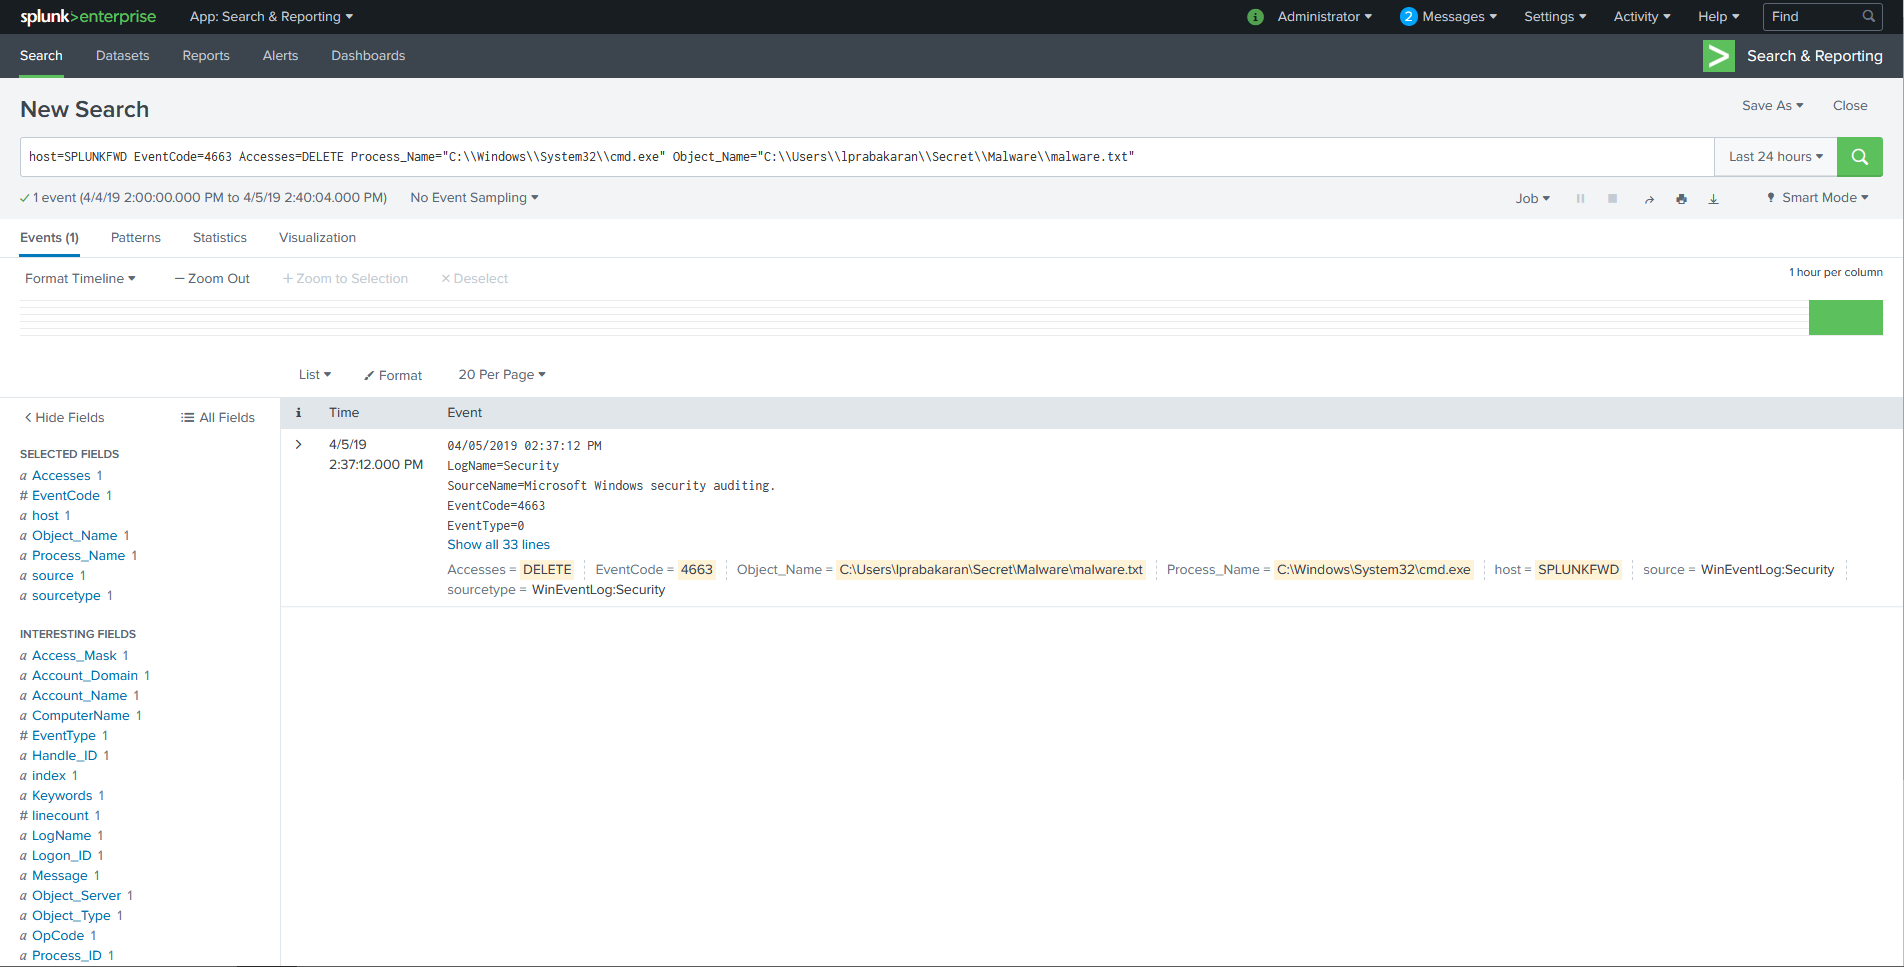 splunk>enterprise App: Search & Reporting ▾ i Administrator ▾ 2 Messages ▾ Settings ▾ Activity ▾ Help ▾ Find
Search Datasets Reports Alerts Dashboards > Search & Reporting
New Search Save As ▾ Close
host=SPLUNKFWD EventCode=4663 Accesses=DELETE Process_Name="C:\\Windows\\System32\\cmd.exe" Object_Name="C:\\Users\\lprabakaran\\Secret\\Malware\\malware.txt" Last 24 hours ▾
✓ 1 event (4/4/19 2:00:00.000 PM to 4/5/19 2:40:04.000 PM) No Event Sampling ▾ Job ▾ Smart Mode ▾
Events (1) Patterns Statistics Visualization
Format Timeline ▾ — Zoom Out + Zoom to Selection × Deselect 1 hour per column
List ▾ Format 20 Per Page ▾
< Hide Fields All Fields
i Time Event
SELECTED FIELDS
a Accesses 1
# EventCode 1
a host 1
a Object_Name 1
a Process_Name 1
a source 1
a sourcetype 1
INTERESTING FIELDS
a Access_Mask 1
a Account_Domain 1
a Account_Name 1
a ComputerName 1
# EventType 1
a Handle_ID 1
a index 1
a Keywords 1
# linecount 1
a LogName 1
a Logon_ID 1
a Message 1
a Object_Server 1
a Object_Type 1
a OpCode 1
a Process_ID 1
> 4/5/19
2:37:12.000 PM
04/05/2019 02:37:12 PM
LogName=Security
SourceName=Microsoft Windows security auditing.
EventCode=4663
EventType=0
Show all 33 lines
Accesses = DELETE EventCode = 4663 Object_Name = C:\Users\lprabakaran\Secret\Malware\malware.txt Process_Name = C:\Windows\System32\cmd.exe host = SPLUNKFWD source = WinEventLog:Security
sourcetype = WinEventLog:Security